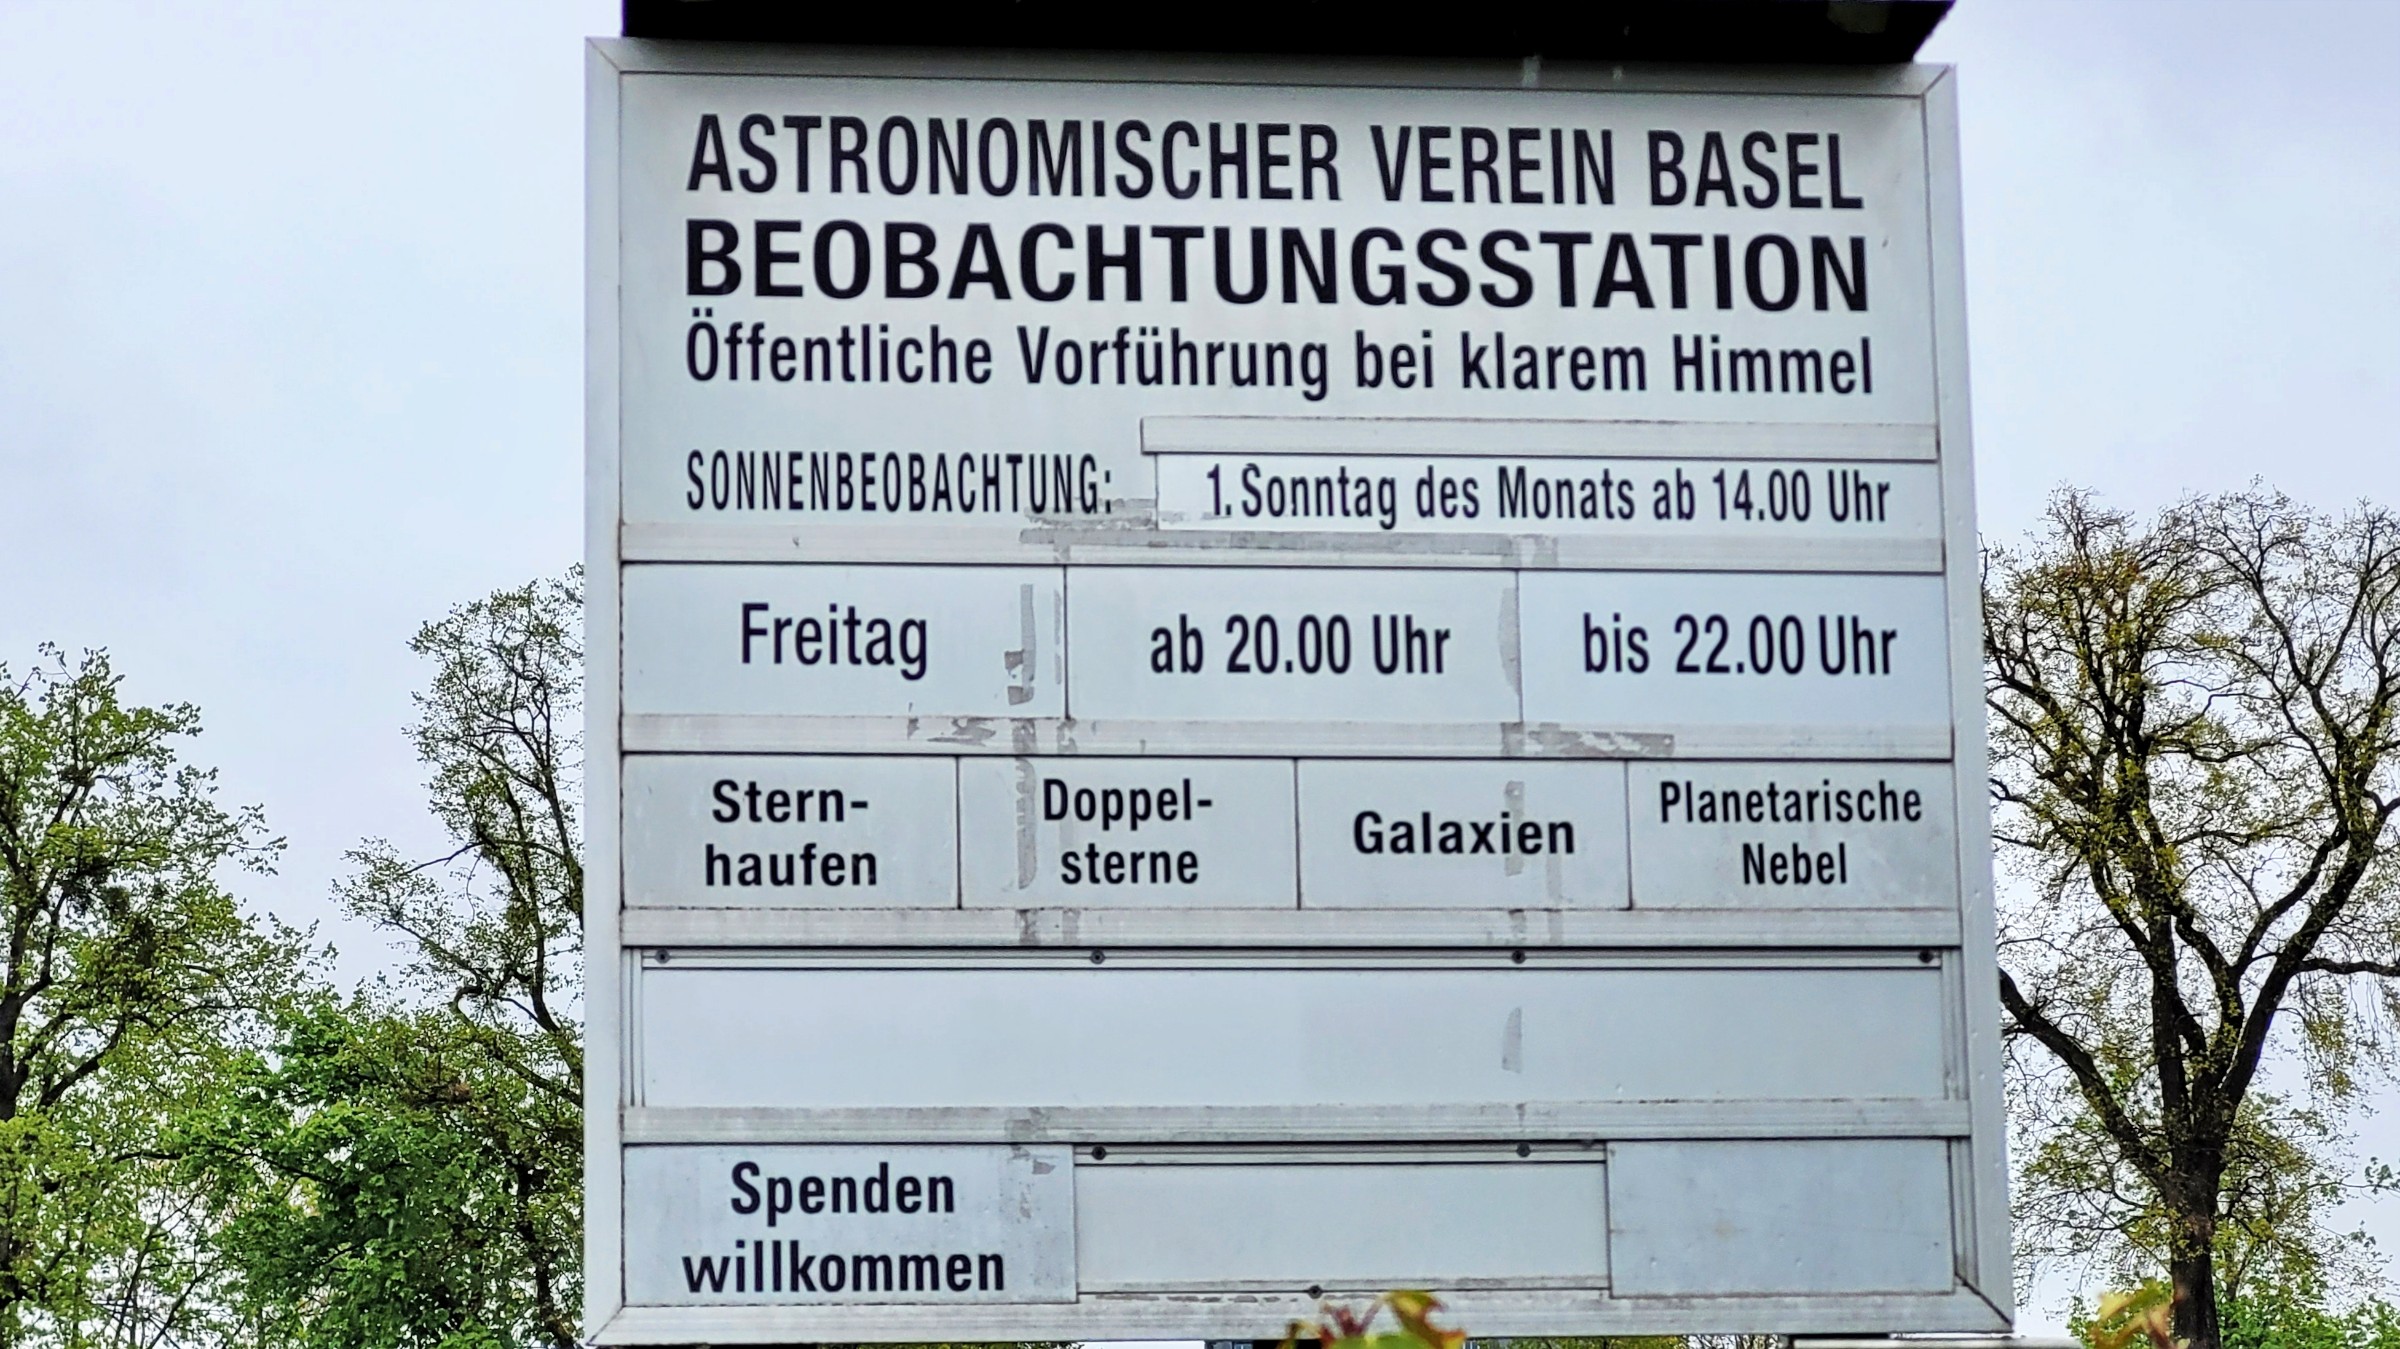 ASTRONOMISCHER VEREIN BASEL
BEOBACHTUNGSSTATION
Öffentliche Vorführung bei klarem Himmel
SONNENBEOBACHTUNG: 1. Sonntag des Monats ab 14.00 Uhr
Freitag ab 20.00 Uhr bis 22.00 Uhr
Stern-
haufen
Doppel-
sterne
Galaxien
Planetarische
Nebel
Spenden
willkommen